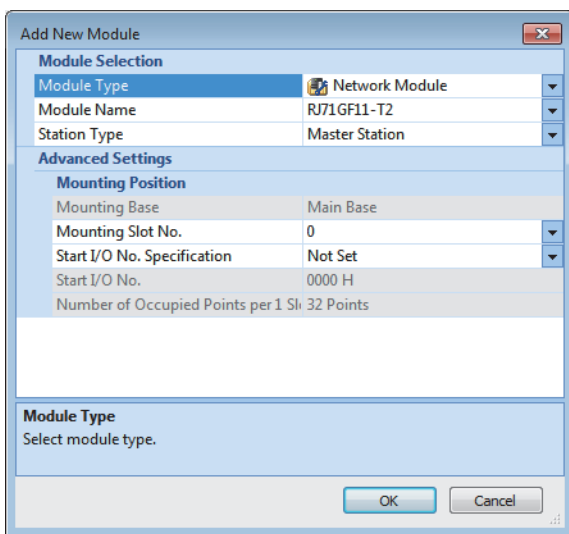 Add New Module
Module Selection
Module Type Network Module
Module Name RJ71GF11-T2
Station Type Master Station
Advanced Settings
Mounting Position
Mounting Base Main Base
Mounting Slot No. 0
Start I/O No. Specification Not Set
Start I/O No. 0000 H
Number of Occupied Points per 1 Sl 32 Points
Module Type
Select module type.
OK Cancel